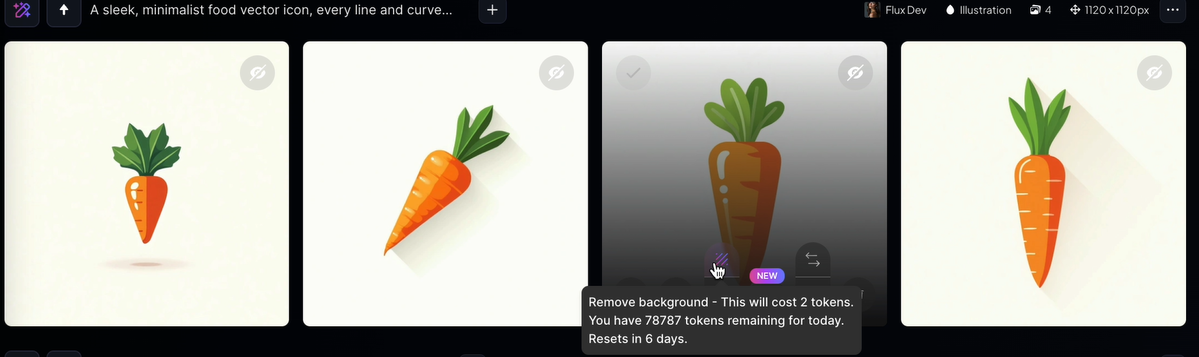 A sleek, minimalist food vector icon, every line and curve...
Flux Dev
Illustration
4
1120 x 1120px
NEW
Remove background - This will cost 2 tokens.
You have 78787 tokens remaining for today.
Resets in 6 days.